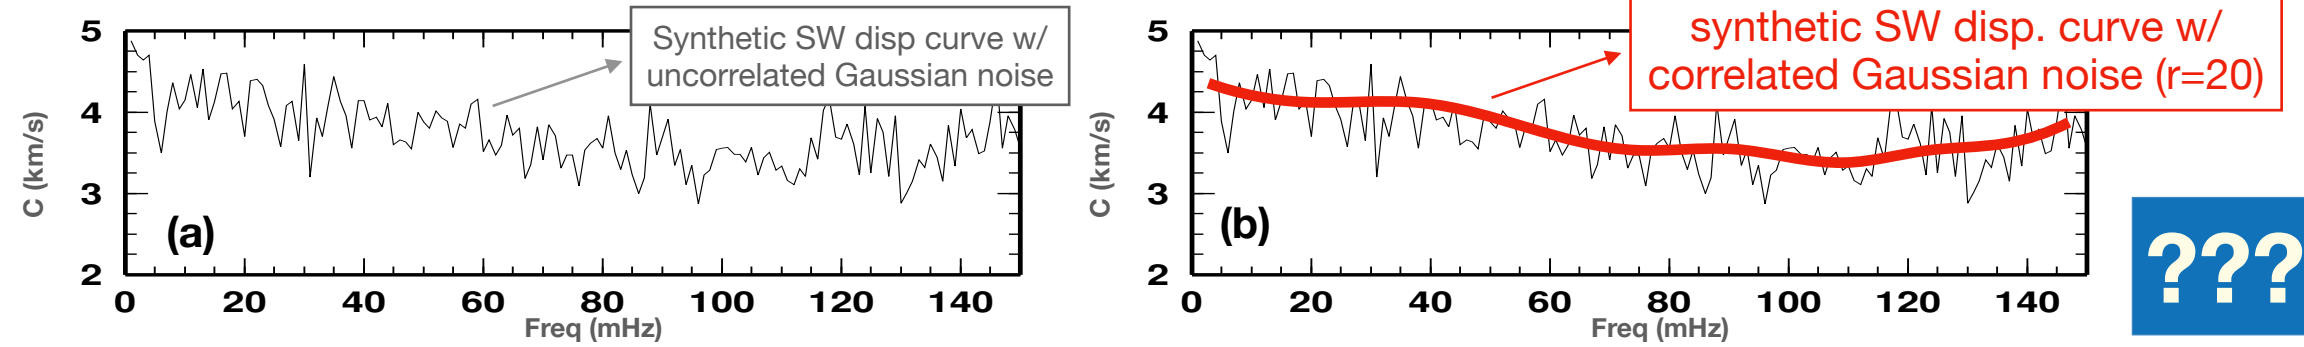 5
4
3
2
C (km/s)
Synthetic SW disp curve w/
uncorrelated Gaussian noise
(a)
0 20 40 60 80 100 120 140
Freq (mHz)
5
4
3
2
C (km/s)
synthetic SW disp. curve w/
correlated Gaussian noise (r=20)
(b)
0 20 40 60 80 100 120 140
Freq (mHz)
???